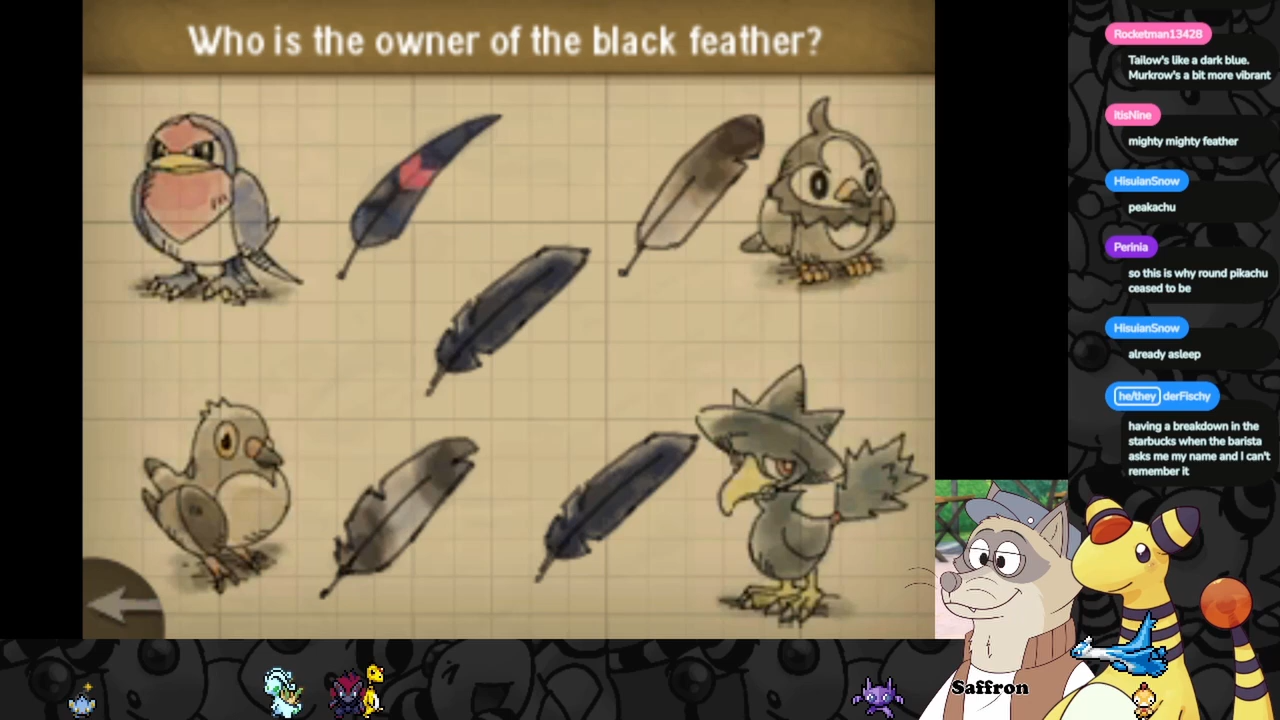 Who is the owner of the black feather?
Rocketman13428
Tailow's like a dark blue.
Murkrow's a bit more vibrant
itisNine
mighty mighty feather
HisuianSnow
peakachu
Perinia
so this is why round pikachu
ceased to be
HisuianSnow
already asleep
he/they derFischy
having a breakdown in the
starbucks when the barista
asks me my name and I can't
remember it
Saffron